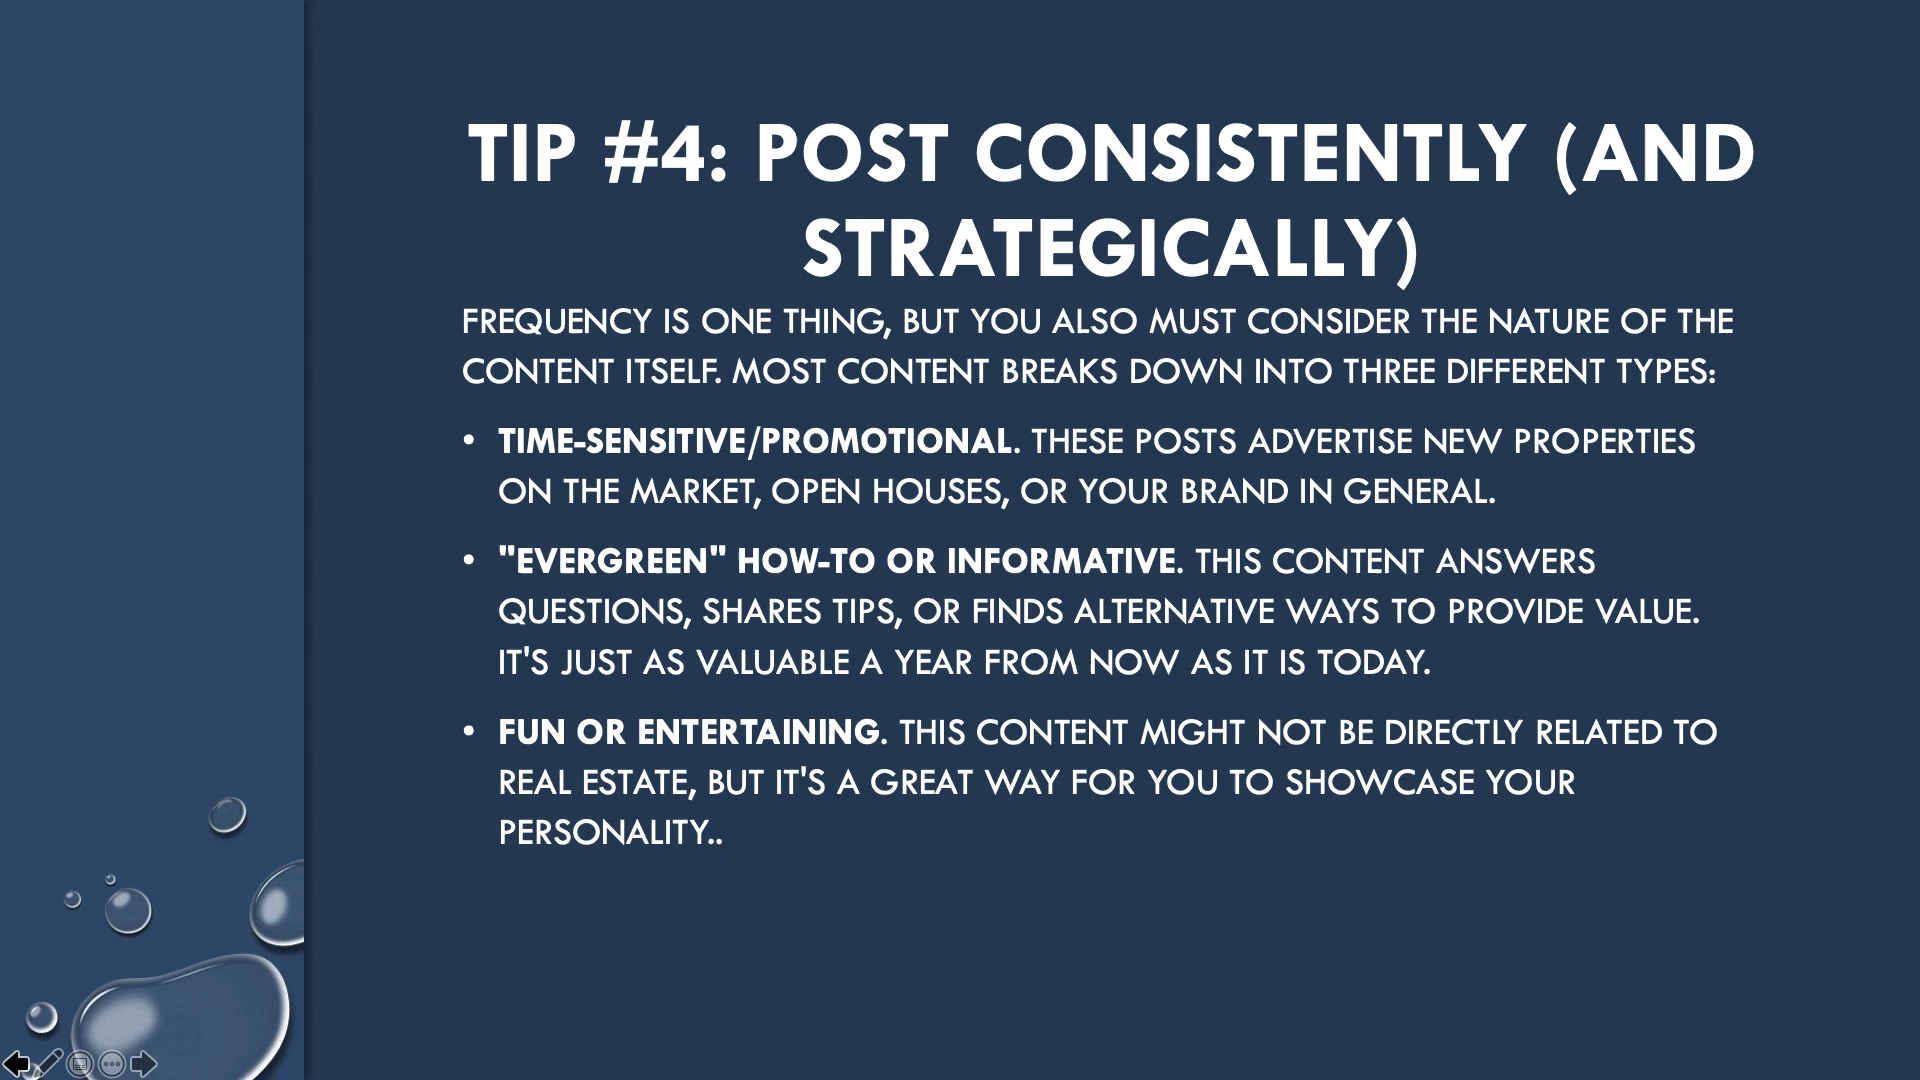 TIP #4: POST CONSISTENTLY (AND
STRATEGICALLY)
FREQUENCY IS ONE THING, BUT YOU ALSO MUST CONSIDER THE NATURE OF THE
CONTENT ITSELF. MOST CONTENT BREAKS DOWN INTO THREE DIFFERENT TYPES:
• TIME-SENSITIVE/PROMOTIONAL. THESE POSTS ADVERTISE NEW PROPERTIES
ON THE MARKET, OPEN HOUSES, OR YOUR BRAND IN GENERAL.
• "EVERGREEN" HOW-TO OR INFORMATIVE. THIS CONTENT ANSWERS
QUESTIONS, SHARES TIPS, OR FINDS ALTERNATIVE WAYS TO PROVIDE VALUE.
IT'S JUST AS VALUABLE A YEAR FROM NOW AS IT IS TODAY.
• FUN OR ENTERTAINING. THIS CONTENT MIGHT NOT BE DIRECTLY RELATED TO
REAL ESTATE, BUT IT'S A GREAT WAY FOR YOU TO SHOWCASE YOUR
PERSONALITY..